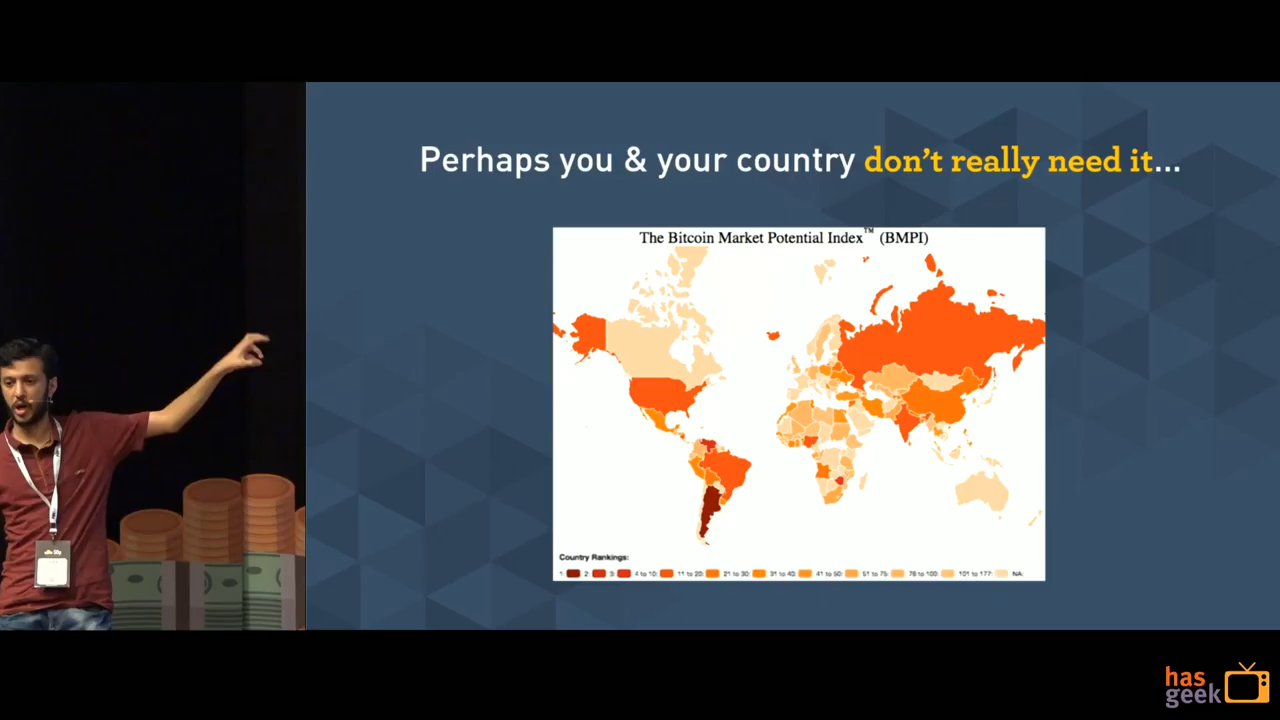 Perhaps you & your country don't really need it...
The Bitcoin Market Potential Index™ (BMPI)
Country Rankings:
1: 2: 3: 4 to 10: 11 to 20: 21 to 30: 31 to 40: 41 to 50: 51 to 75: 76 to 100: 101 to 177: NA:
has
geek